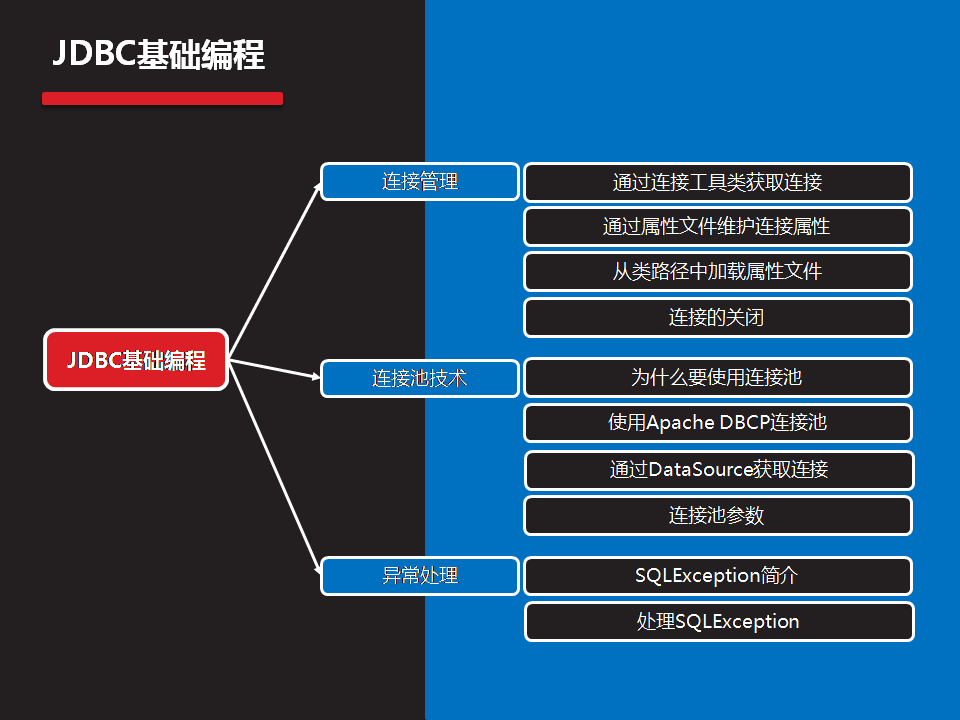 JDBC基础编程
连接管理
通过连接工具类获取连接
通过属性文件维护连接属性
从类路径中加载属性文件
连接的关闭
JDBC基础编程
连接池技术
为什么要使用连接池
使用Apache DBCP连接池
通过DataSource获取连接
连接池参数
异常处理
SQLException简介
处理SQLException